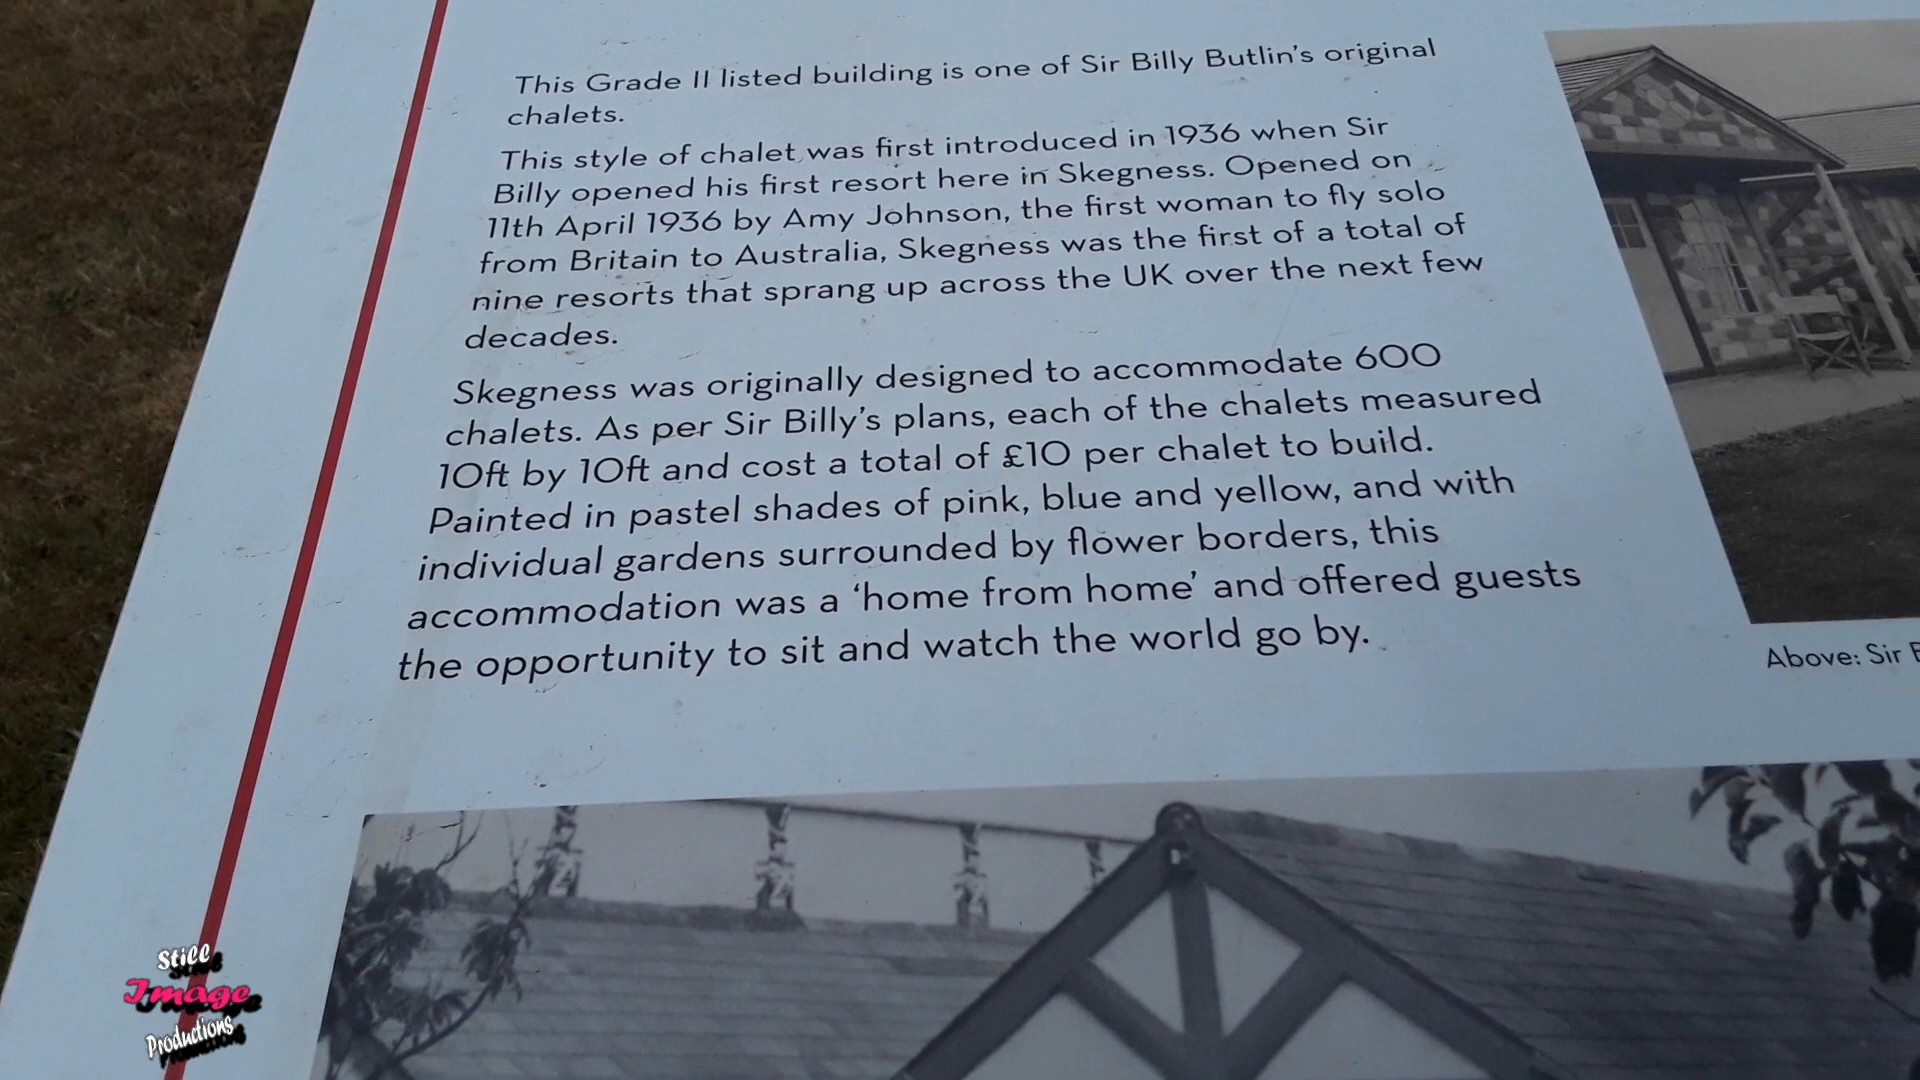 This Grade II listed building is one of Sir Billy Butlin's original
chalets.
This style of chalet was first introduced in 1936 when Sir
Billy opened his first resort here in Skegness. Opened on
11th April 1936 by Amy Johnson, the first woman to fly solo
from Britain to Australia, Skegness was the first of a total of
nine resorts that sprang up across the UK over the next few
decades.
Skegness was originally designed to accommodate 600
chalets. As per Sir Billy's plans, each of the chalets measured
10ft by 10ft and cost a total of £10 per chalet to build.
Painted in pastel shades of pink, blue and yellow, and with
individual gardens surrounded by flower borders, this
accommodation was a 'home from home' and offered guests
the opportunity to sit and watch the world go by.
Above: Sir
Still
Image
Productions